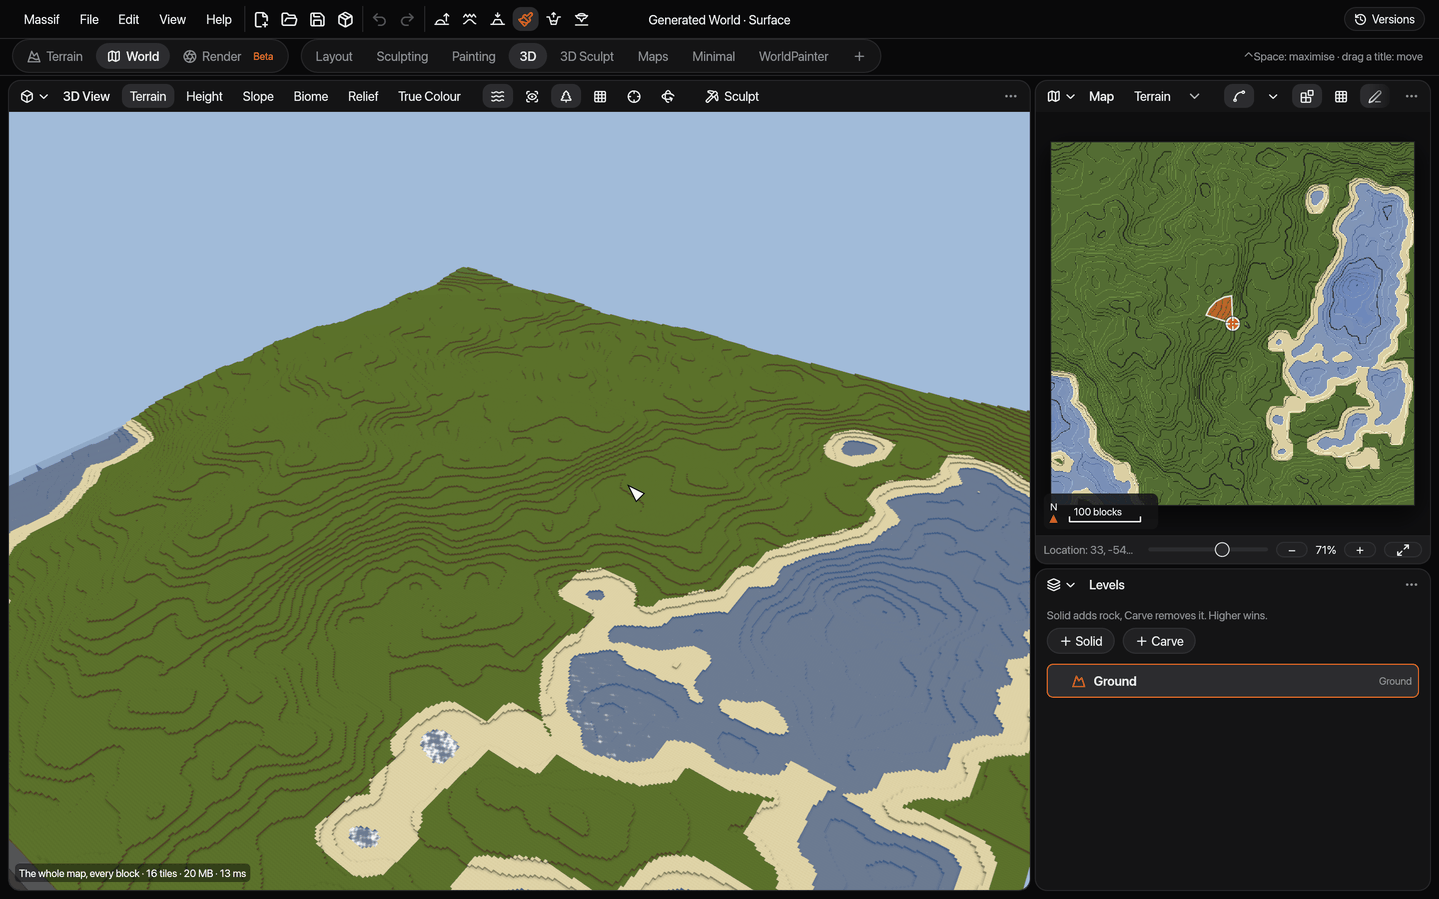 Massif File Edit View Help Generated World · Surface Versions
Terrain World Render Beta Layout Sculpting Painting 3D 3D Sculpt Maps Minimal WorldPainter + ^Space: maximise · drag a title: move
3D View Terrain Height Slope Biome Relief True Colour Sculpt
Map Terrain
N
100 blocks
Location: 33, -54... 71%
Levels
Solid adds rock, Carve removes it. Higher wins.
+ Solid + Carve
Ground Ground
The whole map, every block · 16 tiles · 20 MB · 13 ms